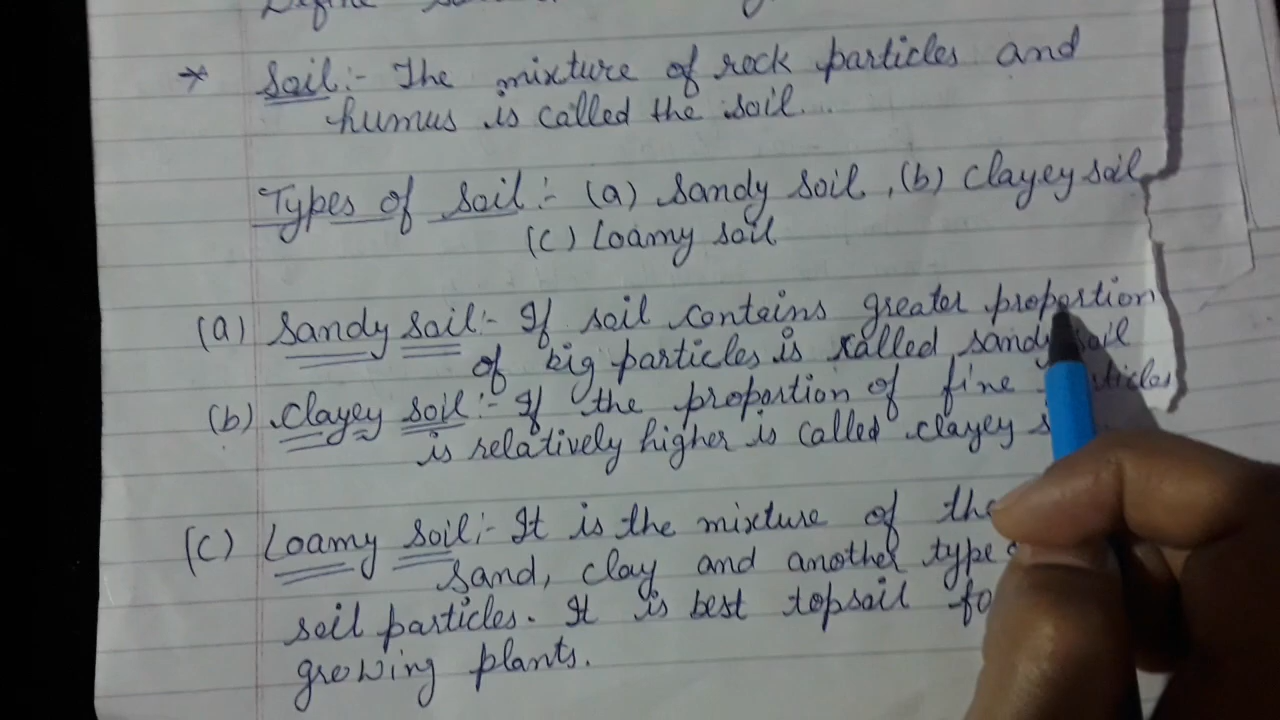 Define
* Soil:- The mixture of rock particles and
humus is called the soil...
Types of soil:- (a) Sandy soil, (b) Clayey soil
(c) Loamy soil
(a) Sandy soil:- If soil contains greater proportion
of big particles is called sandy soil
(b) Clayey soil:- If the proportion of fine
is relatively higher is called clayey
(c) Loamy soil:- It is the mixture of the
sand, clay and another type
soil particles. It is best topsoil
growing plants.